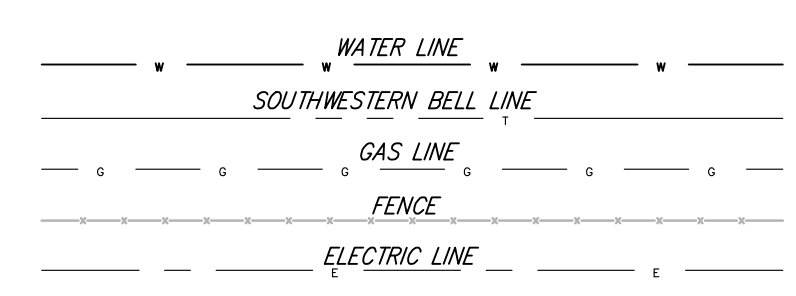 WATER LINE
W W W W
SOUTHWESTERN BELL LINE
T
GAS LINE
G G G G G G
FENCE
x x x x x x x x x x x x x x x x x
ELECTRIC LINE
E E